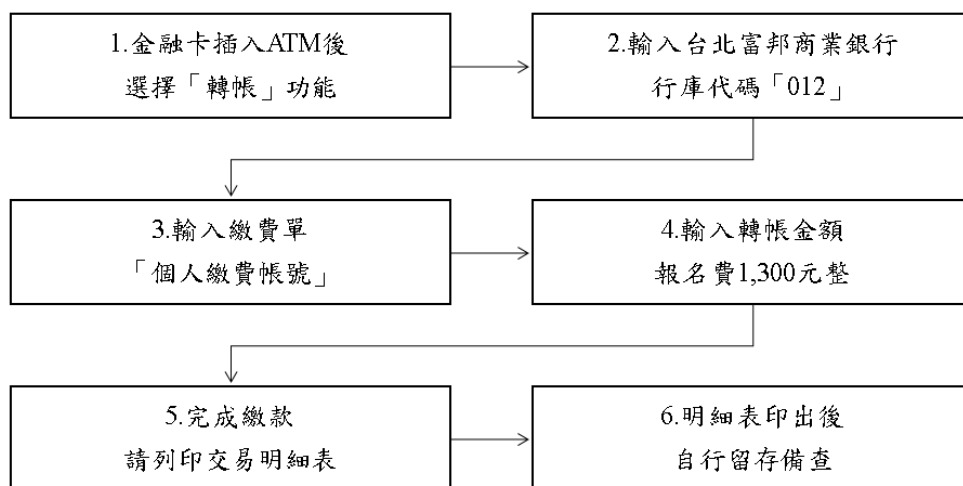 1.金融卡插入ATM後
選擇「轉帳」功能
2.輸入台北富邦商業銀行
行庫代碼「012」
3.輸入繳費單
「個人繳費帳號」
4.輸入轉帳金額
報名費1,300元整
5.完成繳款
請列印交易明細表
6.明細表印出後
自行留存備查